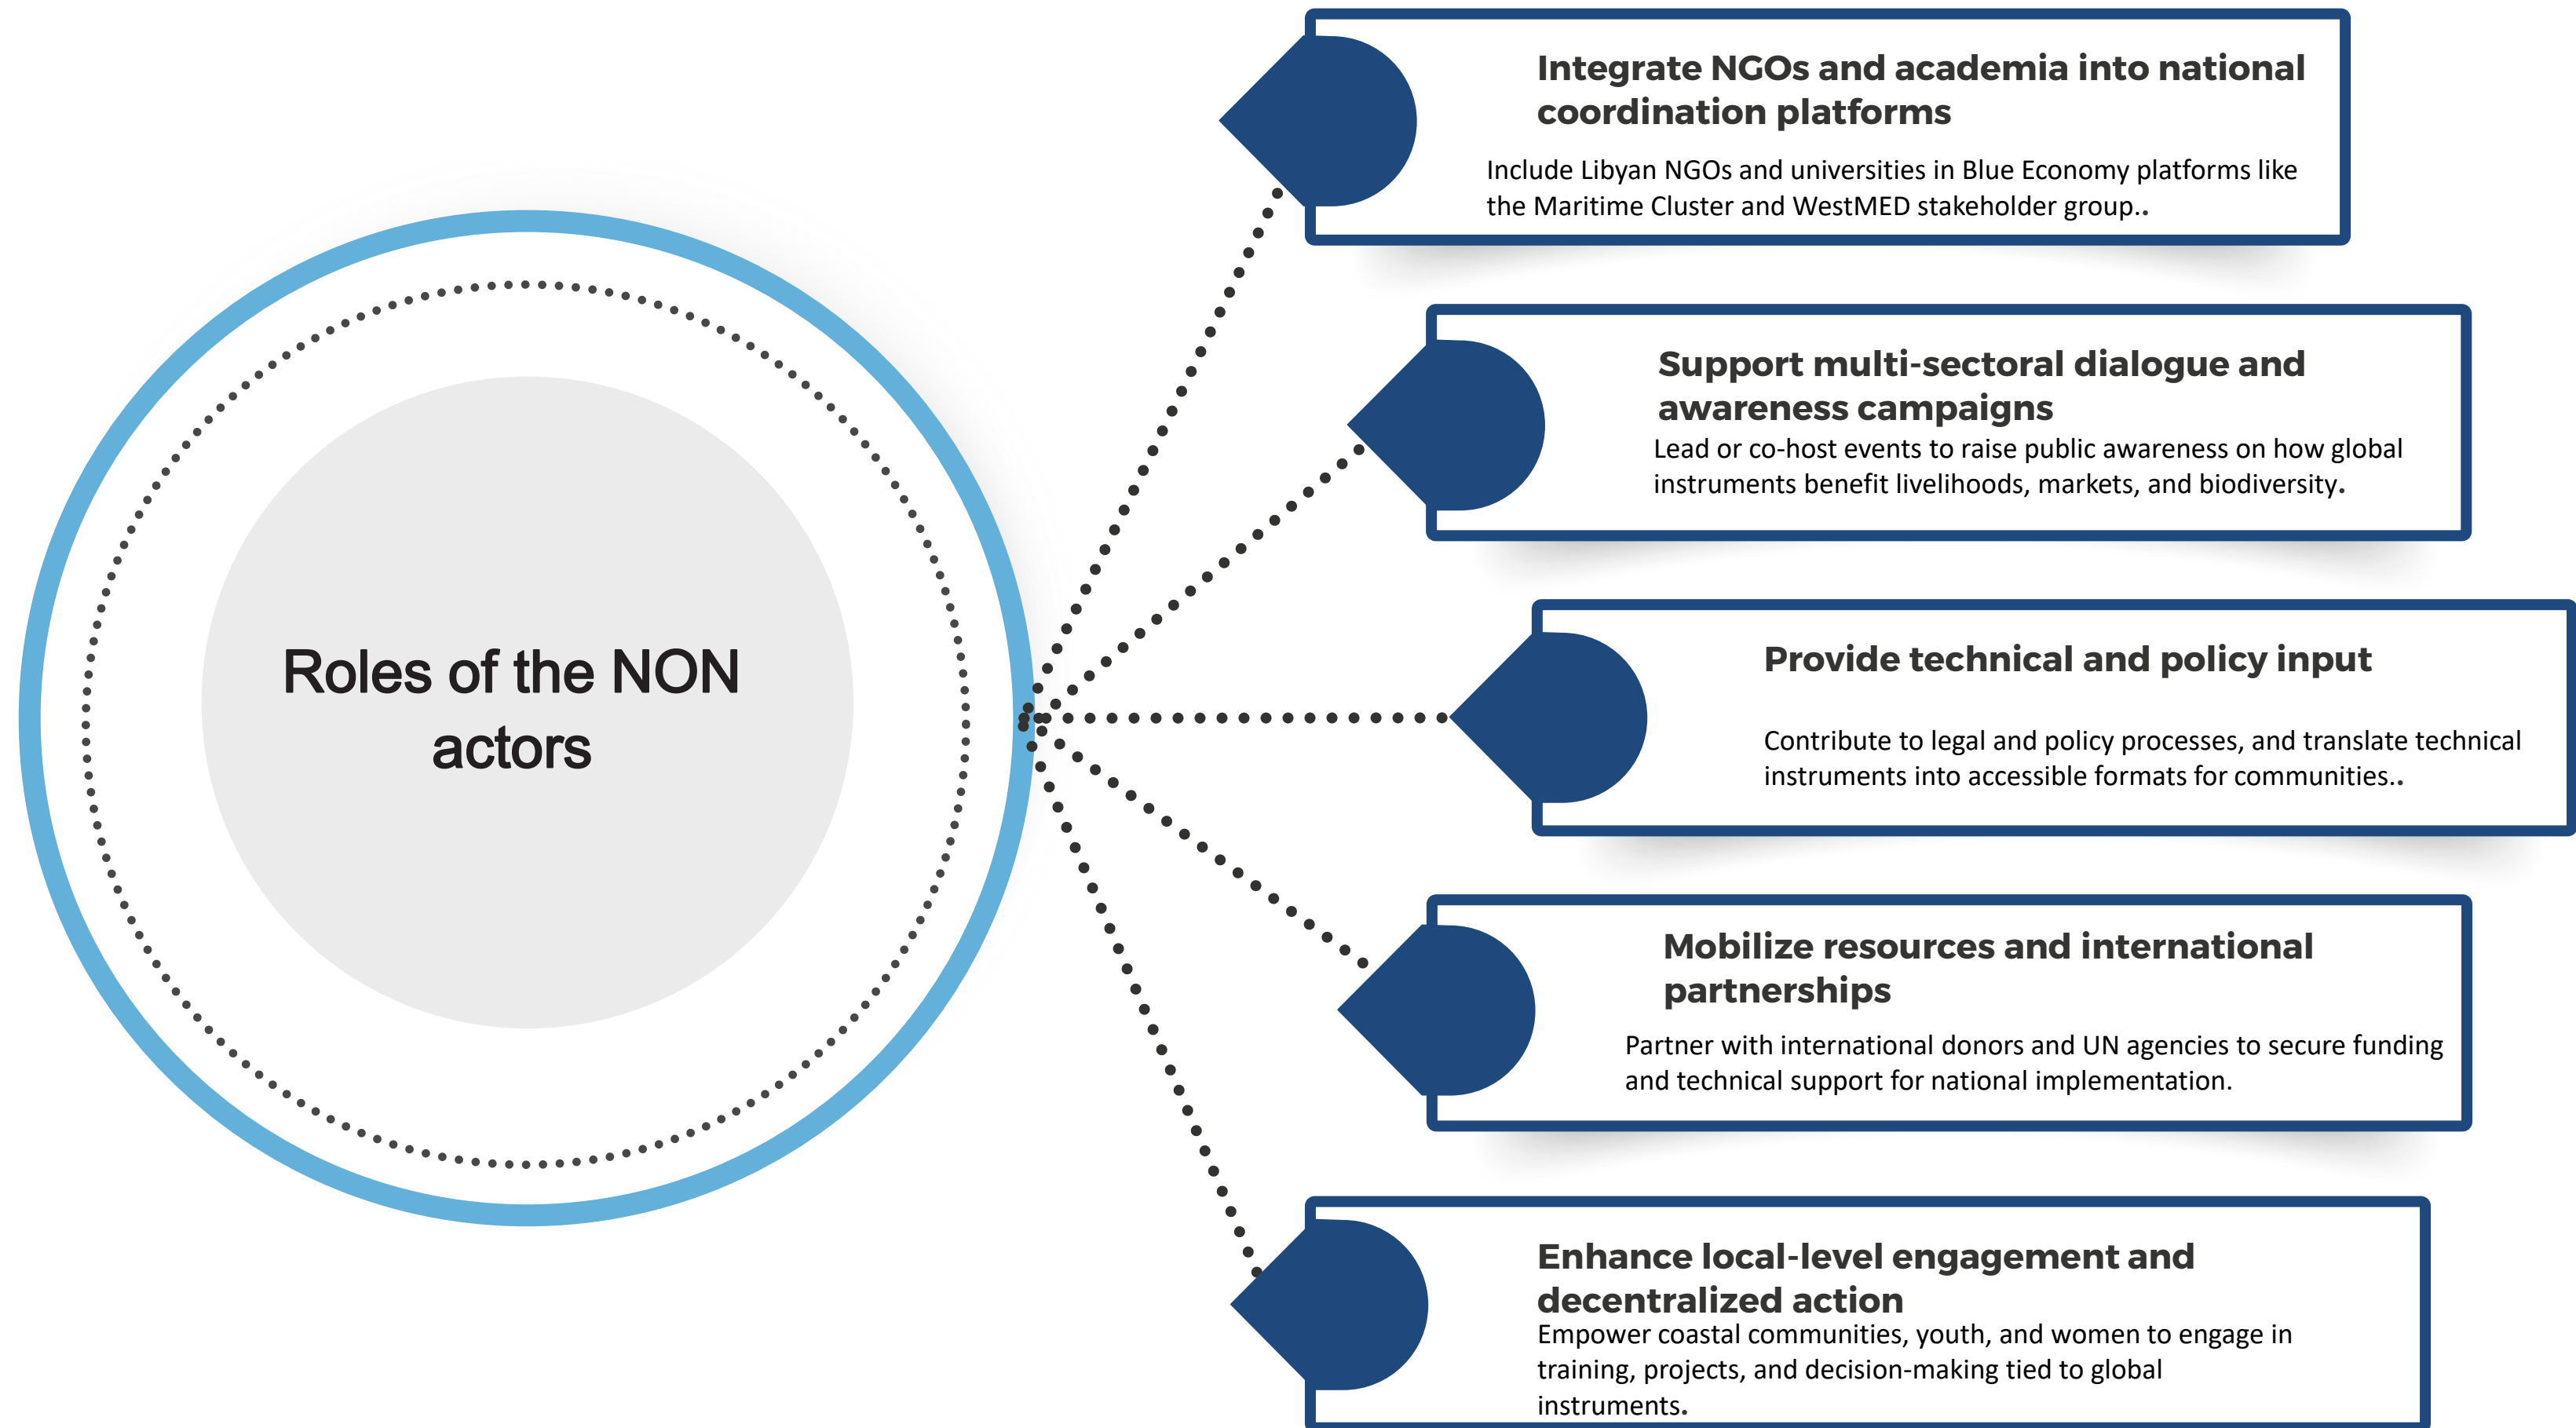 Roles of the NON
actors
Integrate NGOs and academia into national
coordination platforms
Include Libyan NGOs and universities in Blue Economy platforms like
the Maritime Cluster and WestMED stakeholder group..
Support multi-sectoral dialogue and
awareness campaigns
Lead or co-host events to raise public awareness on how global
instruments benefit livelihoods, markets, and biodiversity.
Provide technical and policy input
Contribute to legal and policy processes, and translate technical
instruments into accessible formats for communities..
Mobilize resources and international
partnerships
Partner with international donors and UN agencies to secure funding
and technical support for national implementation.
Enhance local-level engagement and
decentralized action
Empower coastal communities, youth, and women to engage in
training, projects, and decision-making tied to global
instruments.